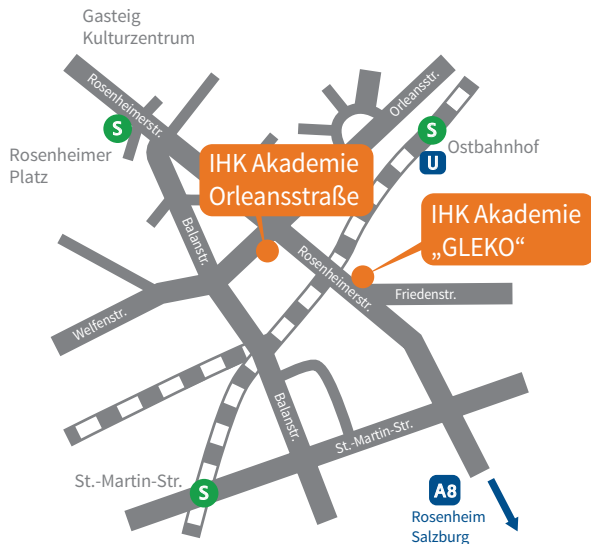 Gasteig
Kulturzentrum
Rosenheimerstr.
Orleansstr.
S
S
Ostbahnhof
U
Rosenheimer
Platz
IHK Akademie
Orleansstraße
IHK Akademie
„GLEKO“
Balanstr.
Rosenheimerstr.
Friedenstr.
Welfenstr.
Balanstr.
St.-Martin-Str.
St.-Martin-Str.
S
A8
Rosenheim
Salzburg